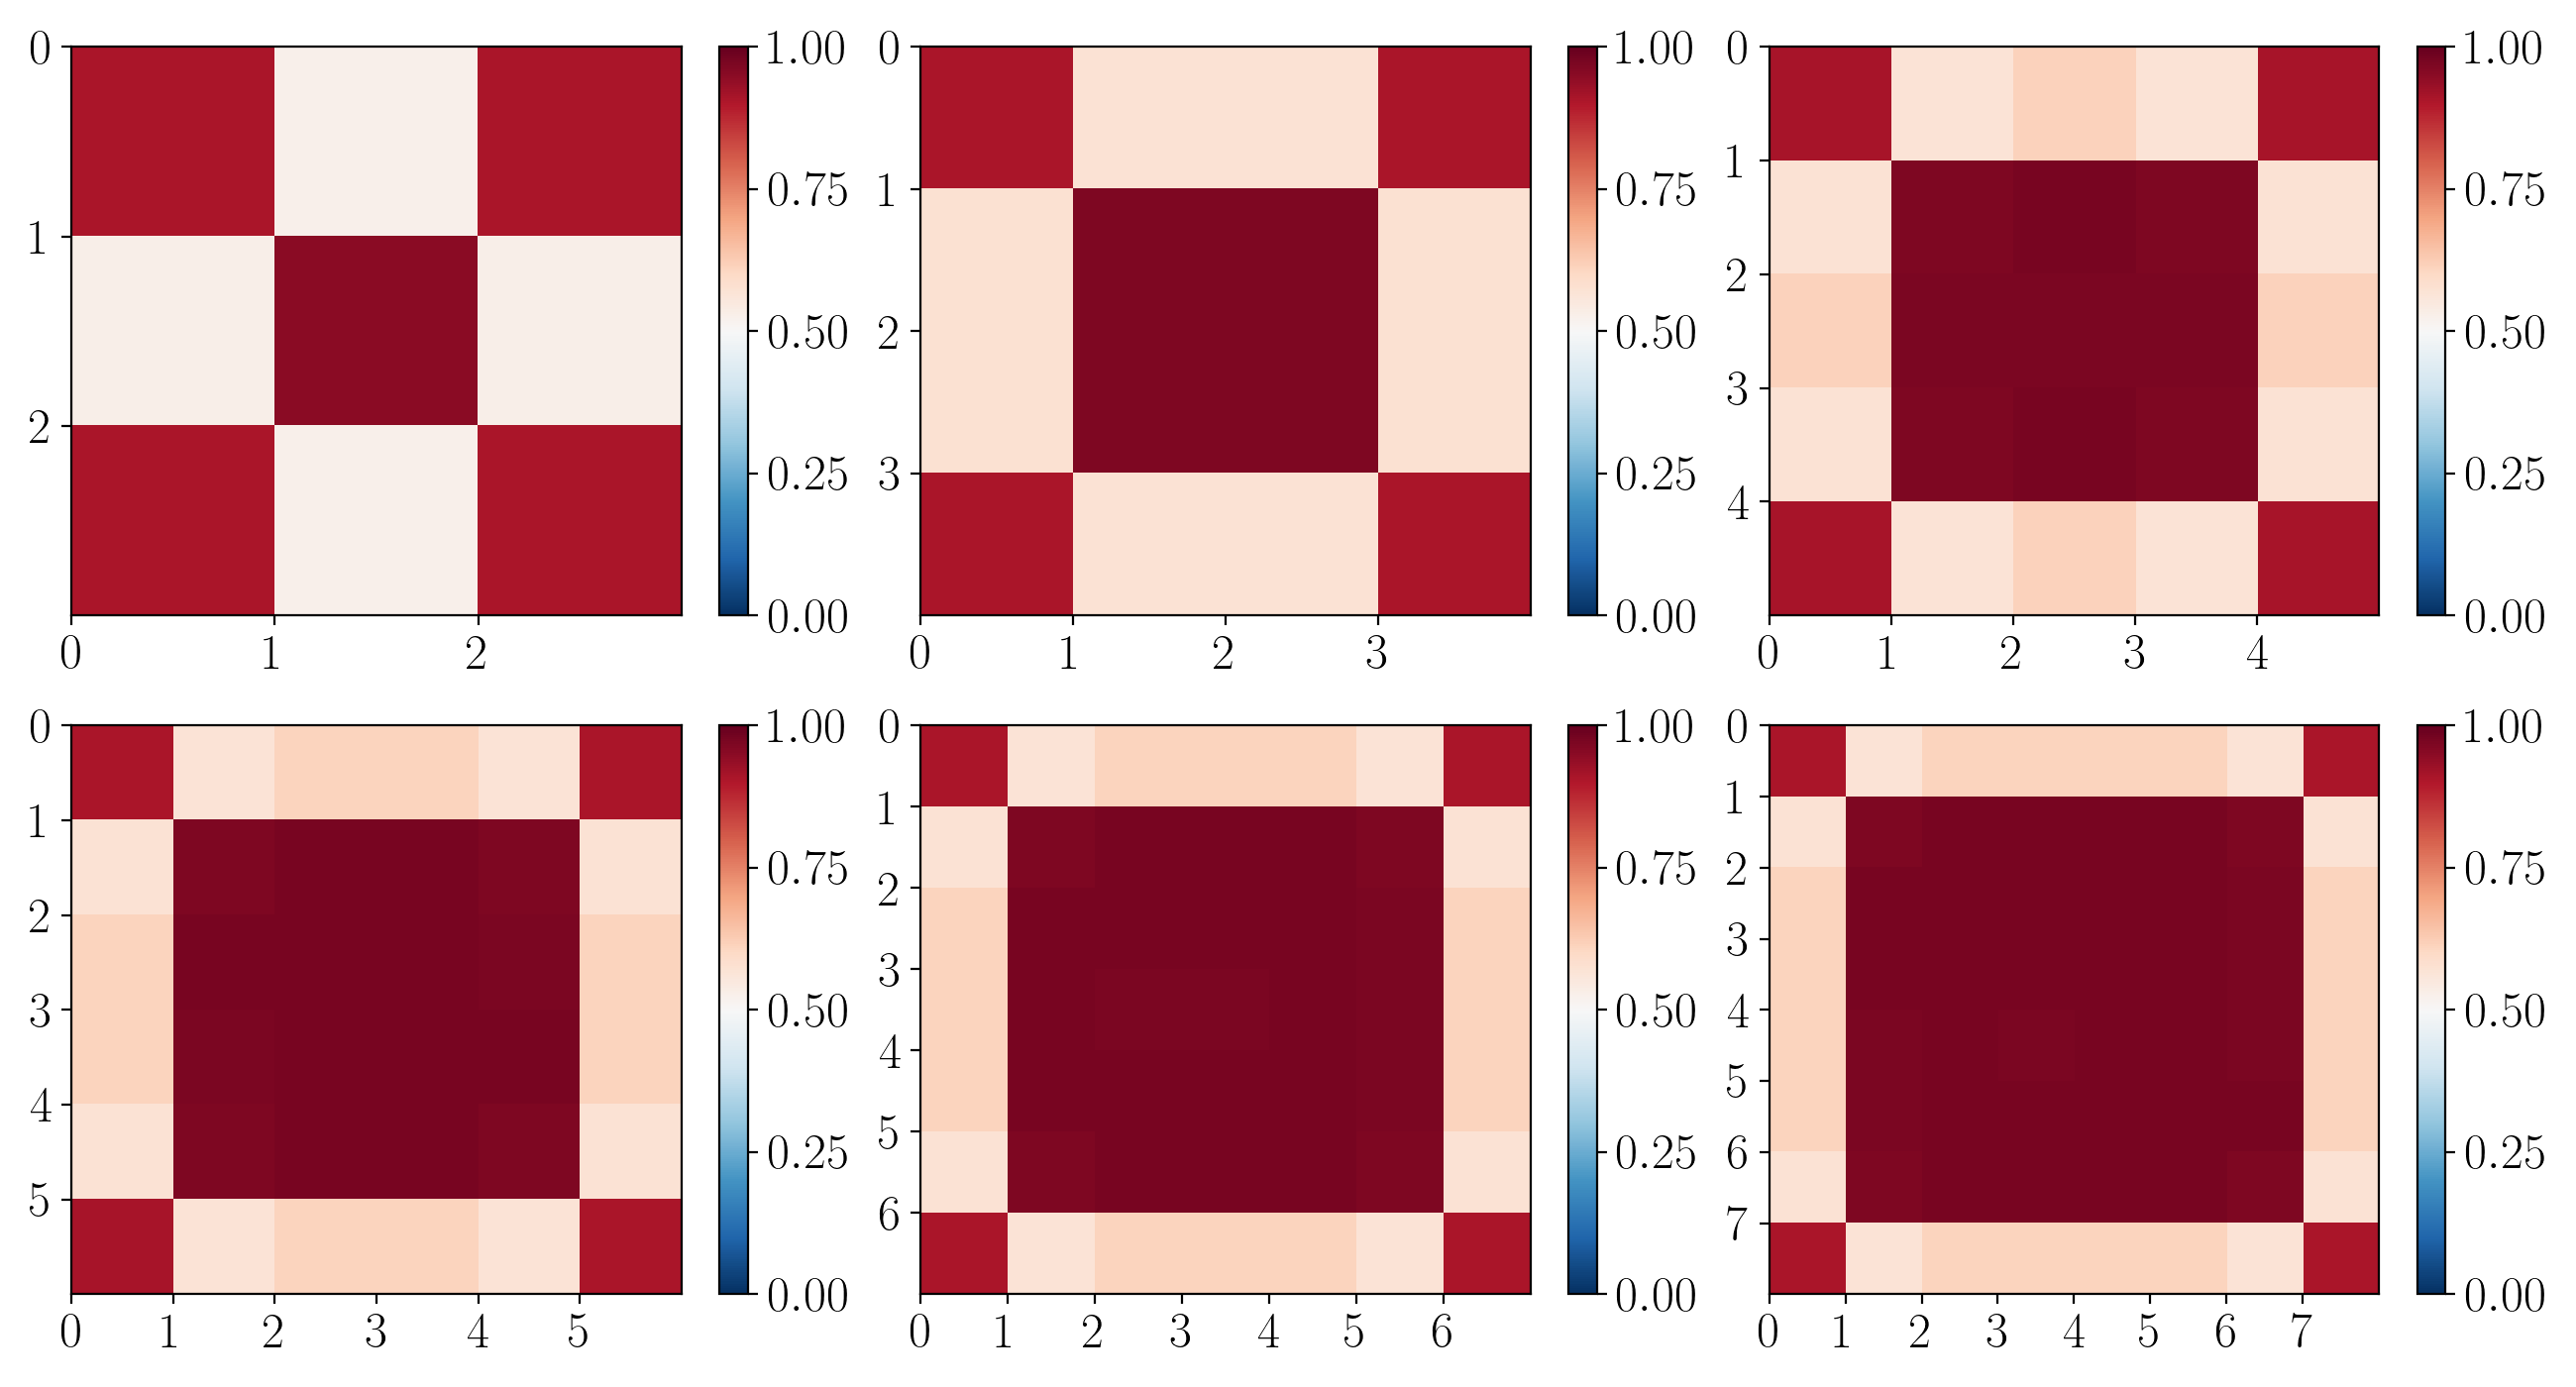 0 1.00 0 1.00 0 1.00
0.75 0.75 1 0.75
1 1 2
0.50 2 0.50 0.50
2 3
0.25 3 0.25 4 0.25
0.00 0.00 0.00
0 1 2 0 1 2 3 0 1 2 3 4
0 1.00 0 1.00 0 1.00
1 1 1
0.75 2 0.75 2 0.75
2 3 3
3 0.50 4 0.50 4 0.50
4 5 5
0.25 0.25 6 0.25
5 6 7
0.00 0.00 0.00
0 1 2 3 4 5 0 1 2 3 4 5 6 0 1 2 3 4 5 6 7